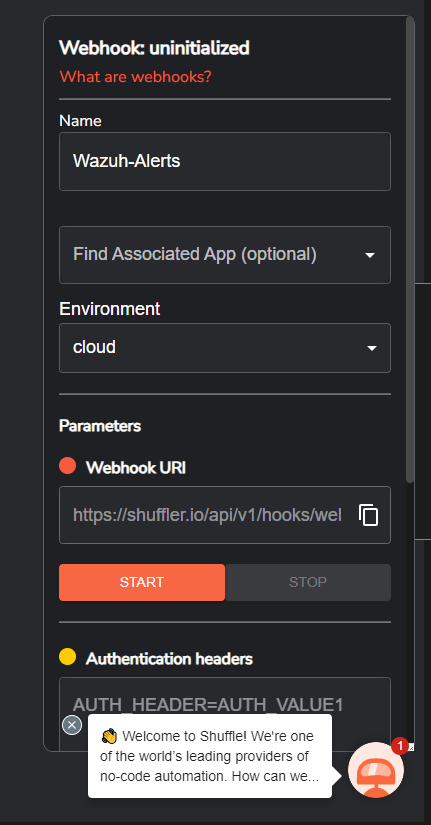 Webhook: uninitialized
What are webhooks?
Name
Wazuh-Alerts
Find Associated App (optional)
Environment
cloud
Parameters
Webhook URI
https://shuffler.io/api/v1/hooks/wel
START
STOP
Authentication headers
AUTH_HEADER=AUTH_VALUE1
👋 Welcome to Shuffle! We're one
of the world's leading providers of
no-code automation. How can we...
1